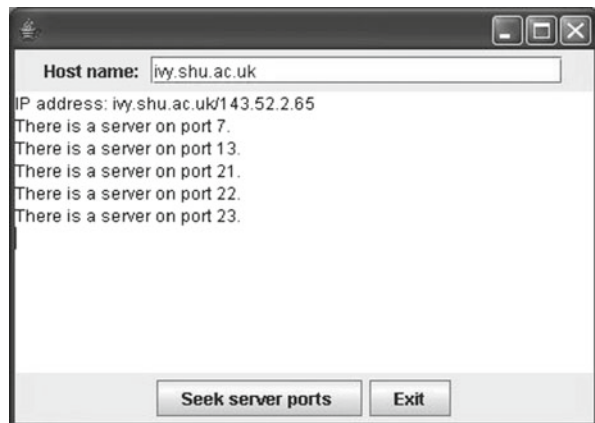 Host name: ivy.shu.ac.uk
IP address: ivy.shu.ac.uk/143.52.2.65
There is a server on port 7.
There is a server on port 13.
There is a server on port 21.
There is a server on port 22.
There is a server on port 23.
Seek server ports Exit